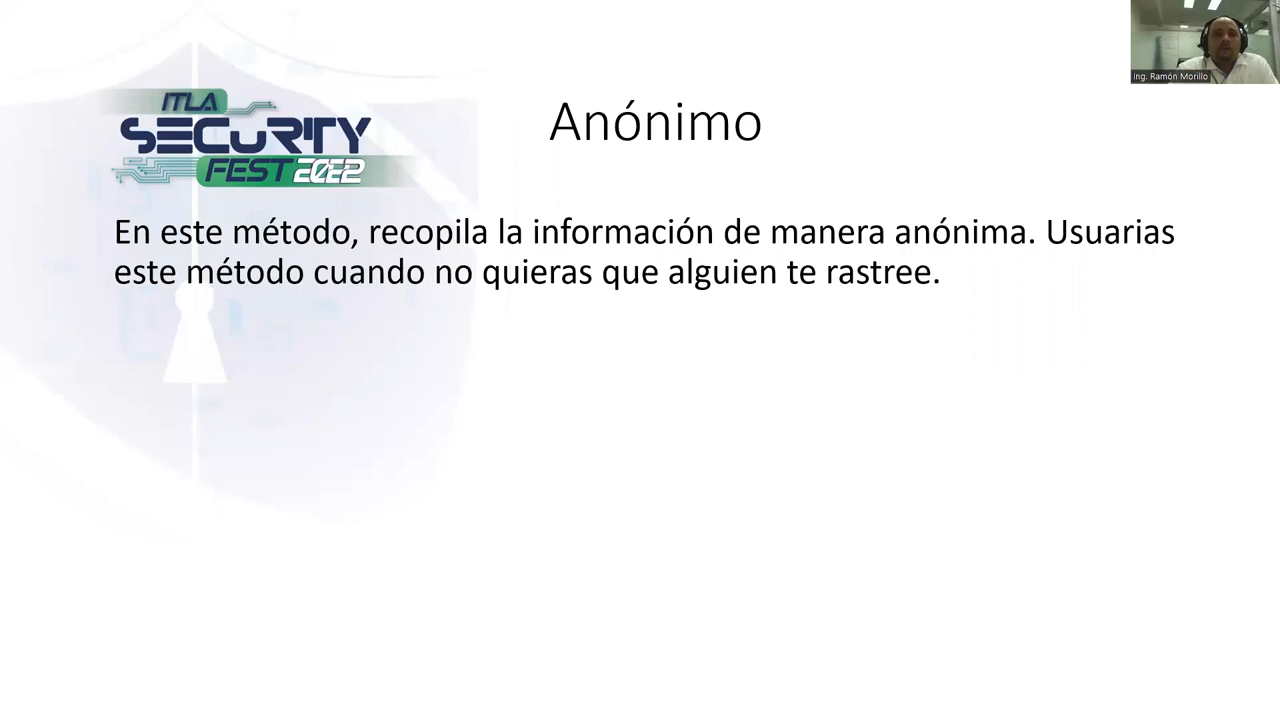 Ing. Ramón Morillo
ITLA
SECURITY
FEST 2022
Anónimo
En este método, recopila la información de manera anónima. Usuarias
este método cuando no quieras que alguien te rastree.